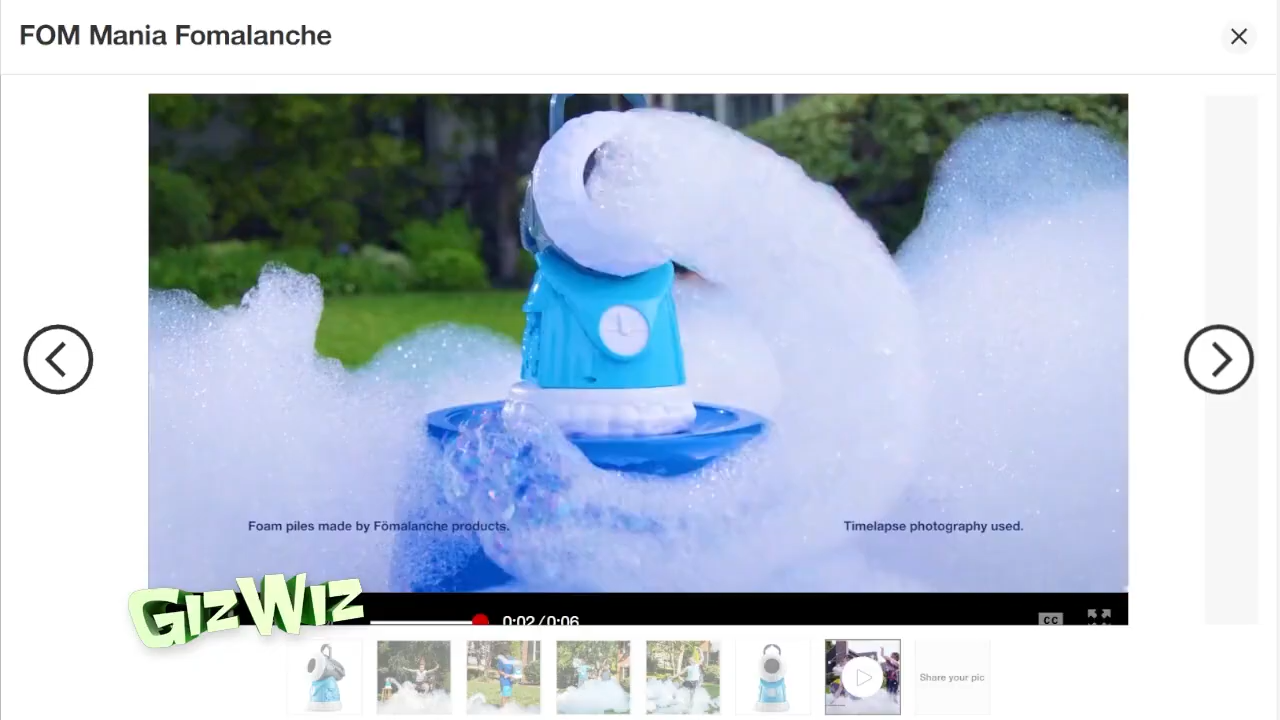 FOM Mania Fomalanche
Foam piles made by Fömalanche products.
Timelapse photography used.
GizWiz
0:02/0:06
CC
Share your pic